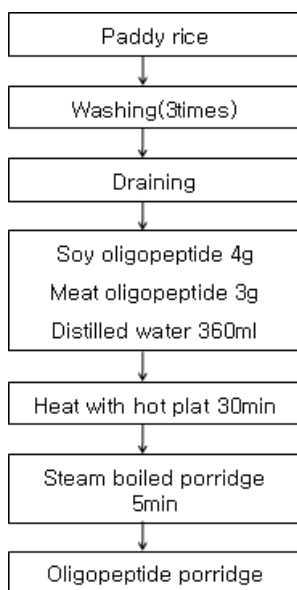 Paddy rice
Washing(3times)
Draining
Soy oligopeptide 4g
Meat oligopeptide 3g
Distilled water 360ml
Heat with hot plat 30min
Steam boiled porridge
5min
Oligopeptide porridge